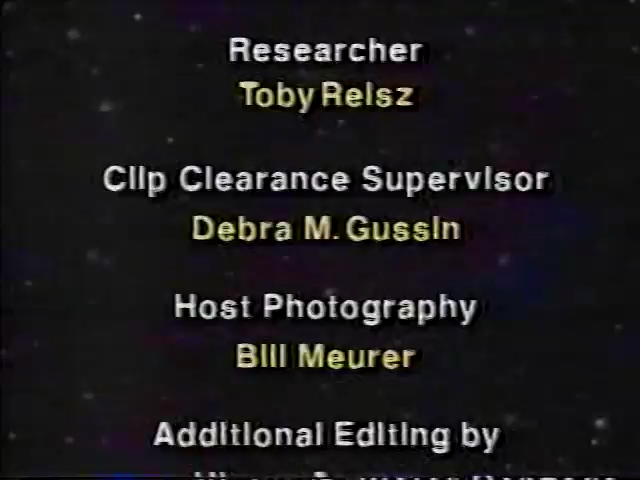 Researcher
Toby Reisz
Clip Clearance Supervisor
Debra M. Gussin
Host Photography
Bill Meurer
Additional Editing by